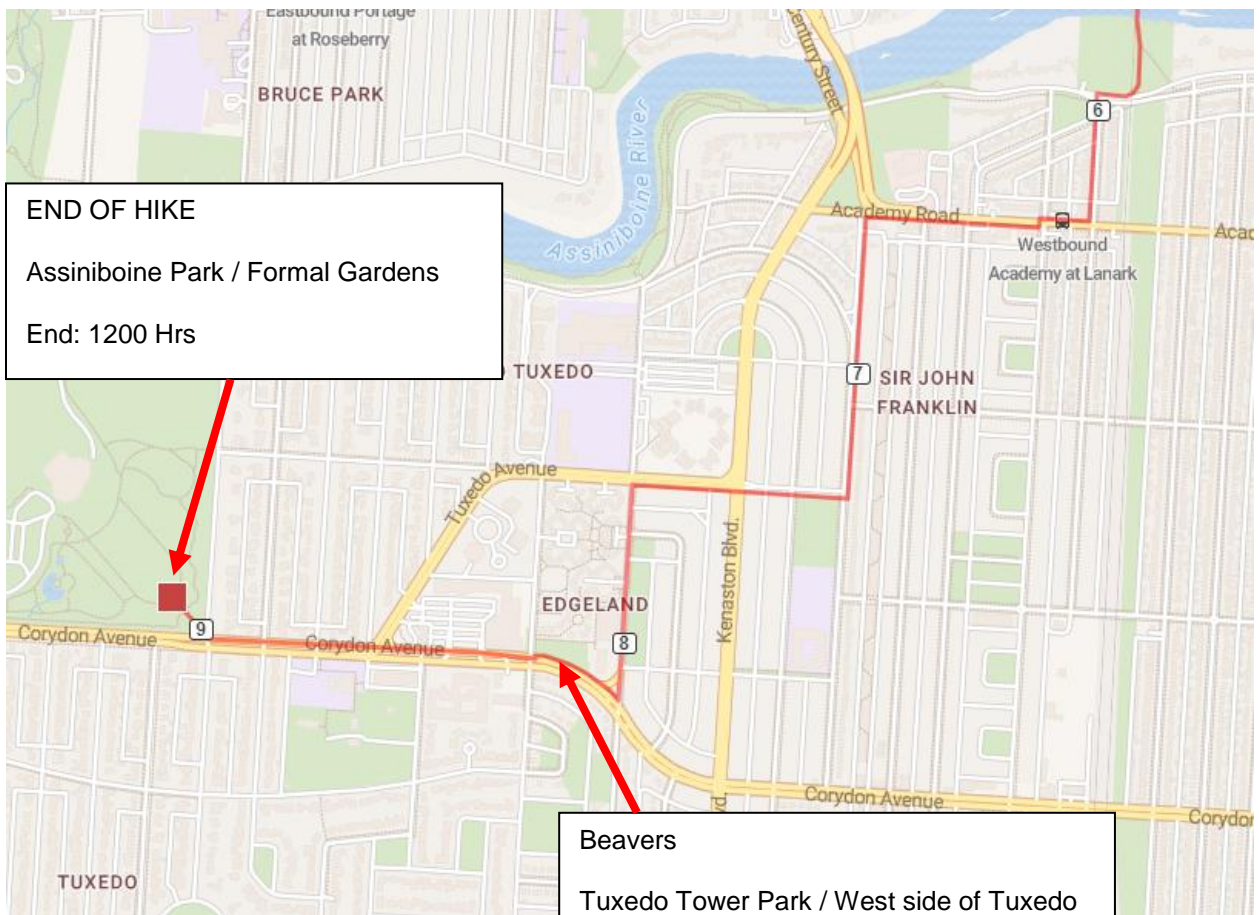 Eastbound Portage
at Roseberry
Century Street
BRUCE PARK
6
Assiniboine River
END OF HIKE
Assiniboine Park / Formal Gardens
End: 1200 Hrs
Academy Road
Westbound
Academy at Lanark
TUXEDO
7
SIR JOHN
FRANKLIN
Tuxedo Avenue
Kenaston Blvd.
EDGELAND
9
8
Corydon Avenue
Corydon Avenue
Corydon Avenue
Beavers
Tuxedo Tower Park / West side of Tuxedo
TUXEDO